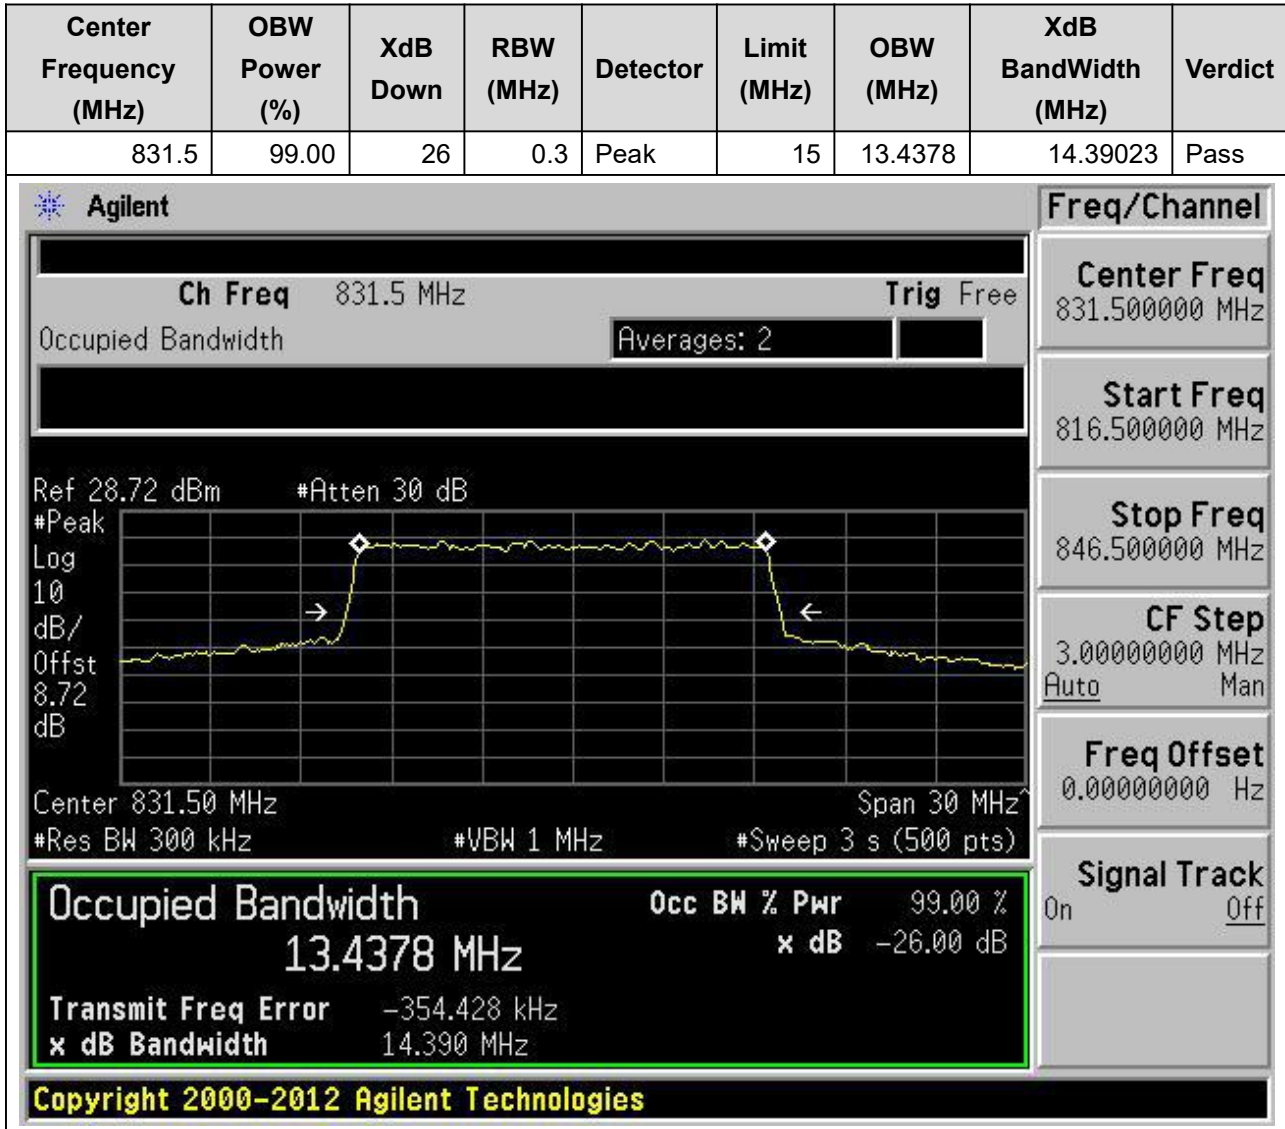 Center Frequency (MHz) OBW Power (%) XdB Down RBW (MHz) Detector Limit (MHz) OBW (MHz) XdB BandWidth (MHz) Verdict
831.5 99.00 26 0.3 Peak 15 13.4378 14.39023 Pass
Agilent
Freq/Channel
Ch Freq 831.5 MHz Trig Free
Occupied Bandwidth Averages: 2
Center Freq
831.500000 MHz
Start Freq
816.500000 MHz
Stop Freq
846.500000 MHz
CF Step
3.00000000 MHz
Auto Man
Freq Offset
0.00000000 Hz
Signal Track
On Off
Ref 28.72 dBm #Atten 30 dB
#Peak
Log
10
dB/
Offst
8.72
dB
Center 831.50 MHz Span 30 MHz^
#Res BW 300 kHz #VBW 1 MHz #Sweep 3 s (500 pts)
Occupied Bandwidth Occ BW % Pwr 99.00 %
13.4378 MHz x dB -26.00 dB
Transmit Freq Error -354.428 kHz
x dB Bandwidth 14.390 MHz
Copyright 2000-2012 Agilent Technologies